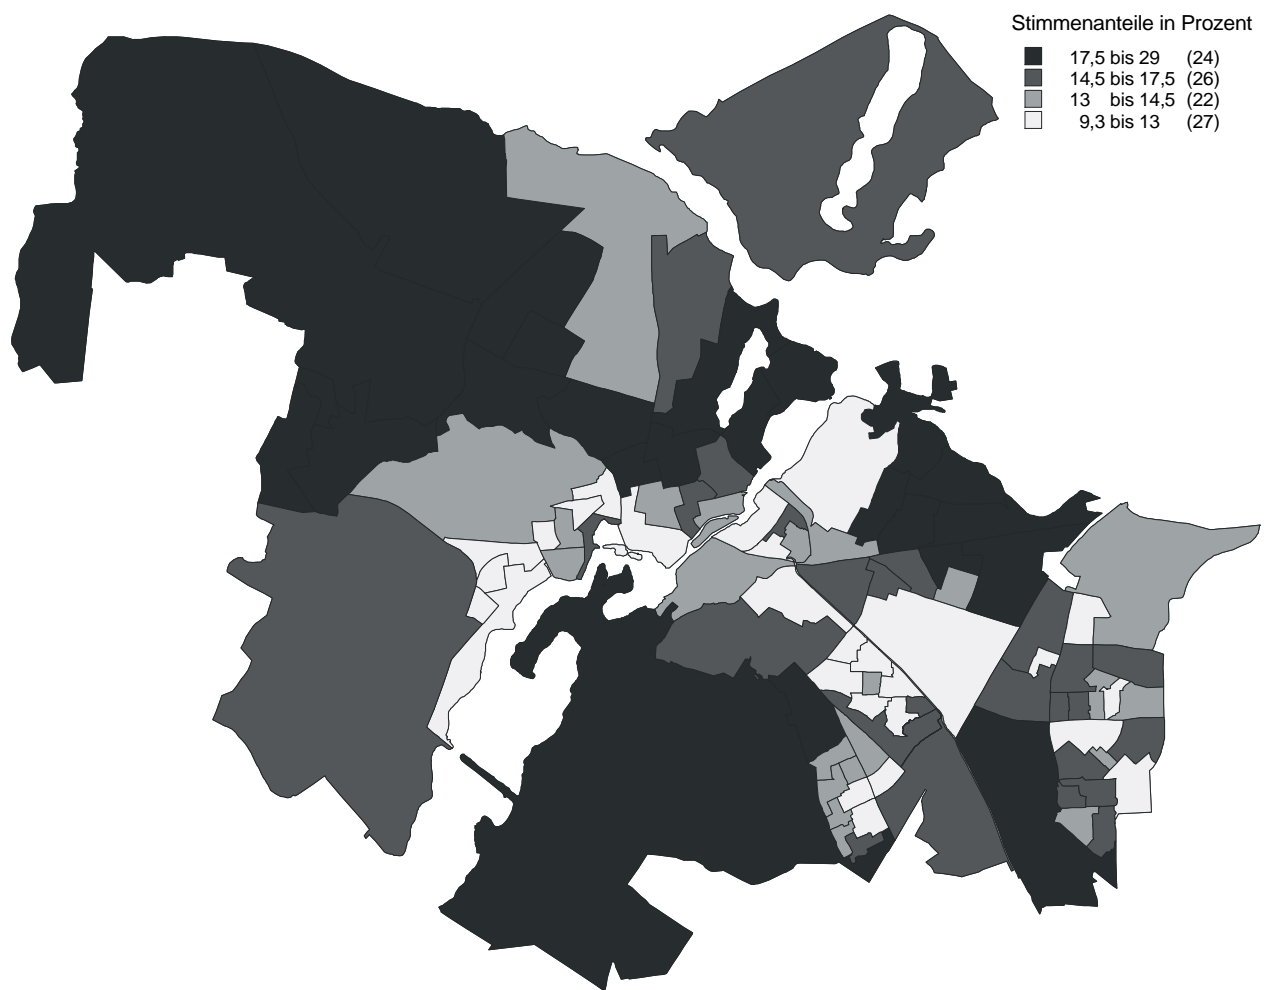 Stimmenanteile in Prozent
17,5 bis 29 (24)
14,5 bis 17,5 (26)
13 bis 14,5 (22)
9,3 bis 13 (27)